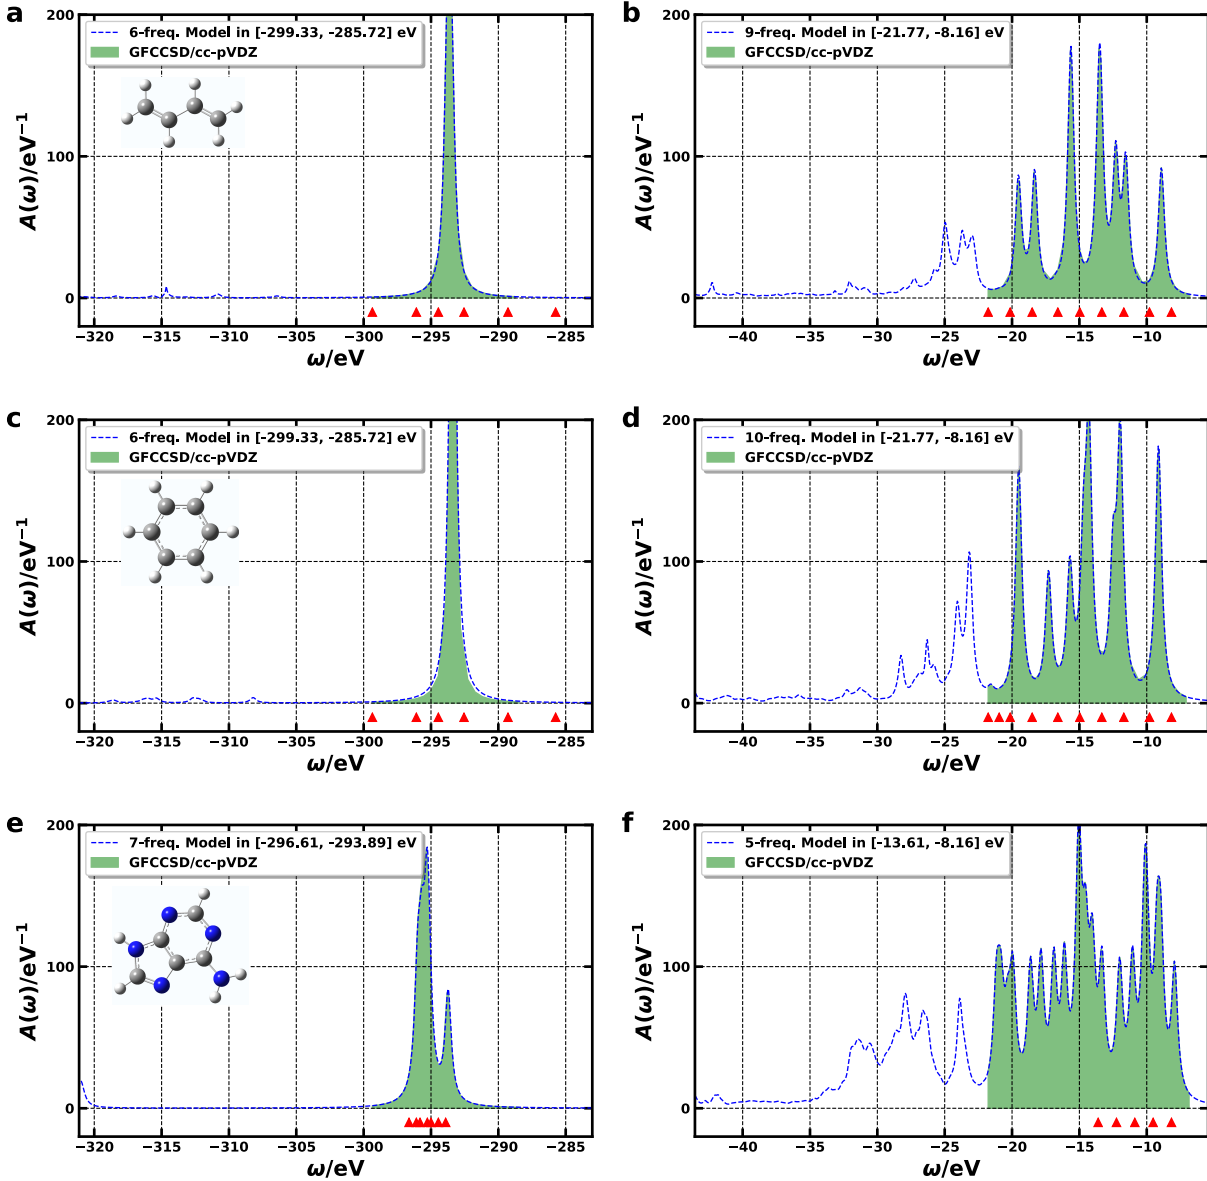 a
6-freq. Model in [-299.33, -285.72] eV
GFCCSD/cc-pVDZ
200
100
0
A(ω)/eV⁻¹
−320 −315 −310 −305 −300 −295 −290 −285
ω/eV
b
9-freq. Model in [-21.77, -8.16] eV
GFCCSD/cc-pVDZ
200
100
0
A(ω)/eV⁻¹
−40 −35 −30 −25 −20 −15 −10
ω/eV
c
6-freq. Model in [-299.33, -285.72] eV
GFCCSD/cc-pVDZ
200
100
0
A(ω)/eV⁻¹
−320 −315 −310 −305 −300 −295 −290 −285
ω/eV
d
10-freq. Model in [-21.77, -8.16] eV
GFCCSD/cc-pVDZ
200
100
0
A(ω)/eV⁻¹
−40 −35 −30 −25 −20 −15 −10
ω/eV
e
7-freq. Model in [-296.61, -293.89] eV
GFCCSD/cc-pVDZ
200
100
0
A(ω)/eV⁻¹
−320 −315 −310 −305 −300 −295 −290 −285
ω/eV
f
5-freq. Model in [-13.61, -8.16] eV
GFCCSD/cc-pVDZ
200
100
0
A(ω)/eV⁻¹
−40 −35 −30 −25 −20 −15 −10
ω/eV